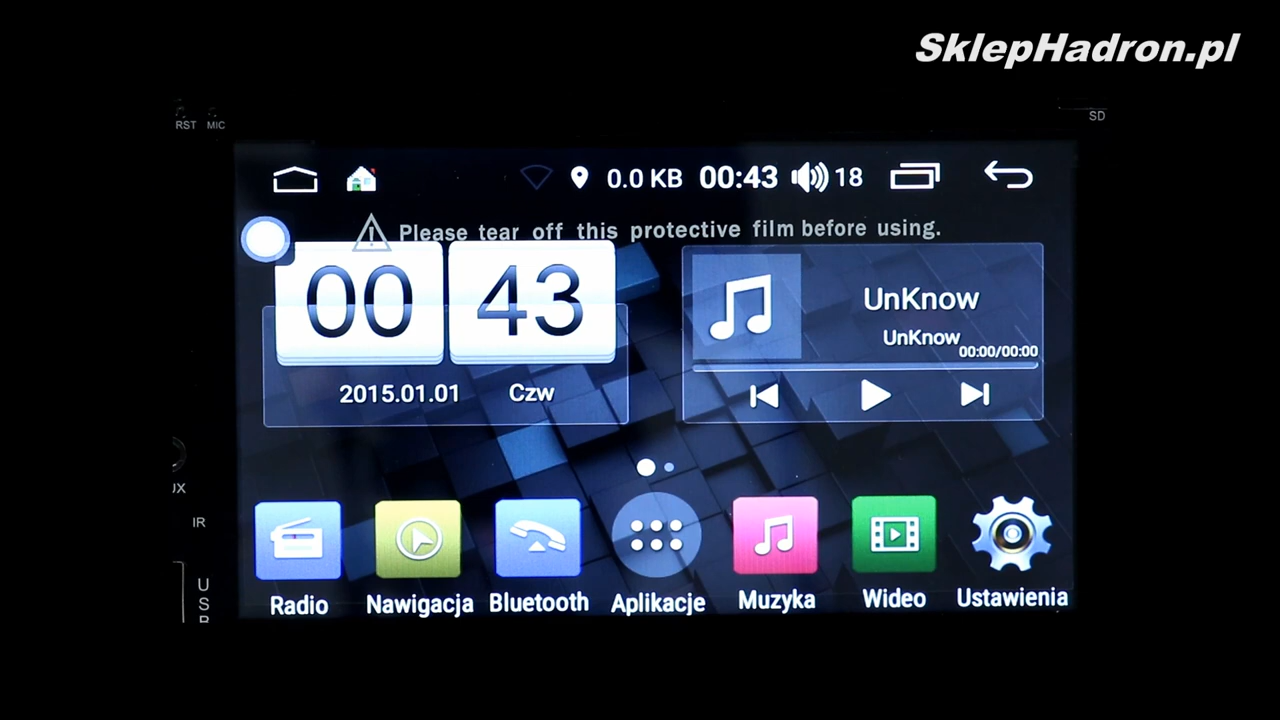 SklepHadron.pl
RST MIC
SD
0.0 KB 00:43 18
Please tear off this protective film before using.
00 43
2015.01.01 Czw
UnKnow
UnKnow
00:00/00:00
IR
USB
Radio Nawigacja Bluetooth Aplikacje Muzyka Wideo Ustawienia